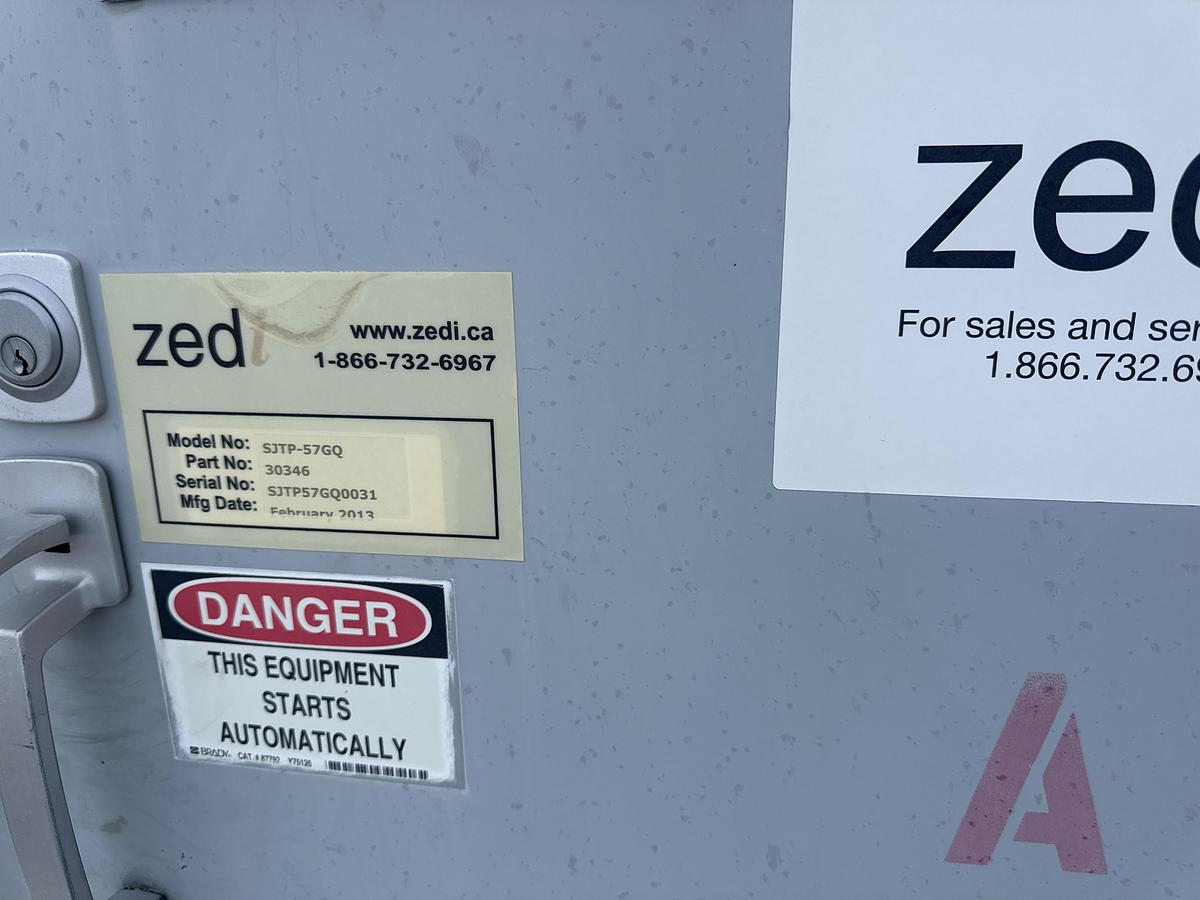 zedi
www.zedi.ca
1-866-732-6967
Model No: SJTP-57GQ
Part No: 30346
Serial No: SJTP57GQ0031
Mfg Date: February 2013
DANGER
THIS EQUIPMENT
STARTS
AUTOMATICALLY
BRADY CAT. # 87792 Y75126
zed
For sales and ser
1.866.732.69
A